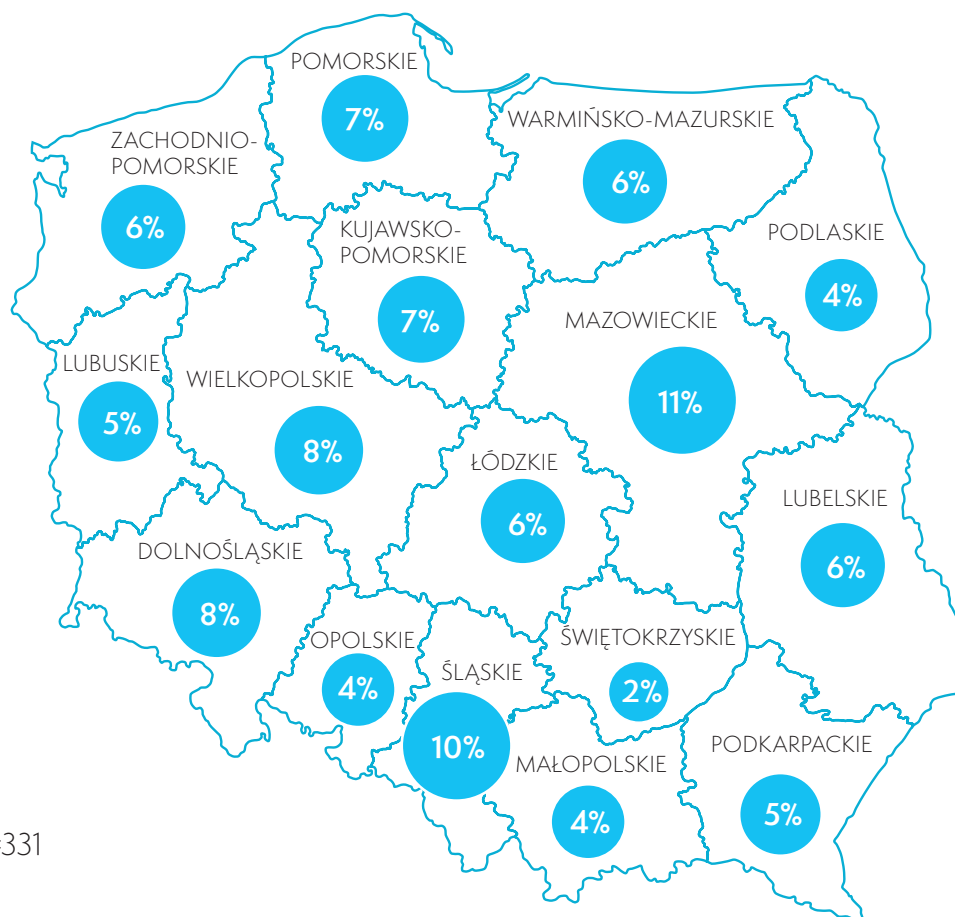 POMORSKIE
7%
ZACHODNIO-
POMORSKIE
6%
WARMIŃSKO-MAZURSKIE
6%
KUJAWSKO-
POMORSKIE
7%
PODLASKIE
4%
MAZOWIECKIE
11%
LUBUSKIE
5%
WIELKOPOLSKIE
8%
ŁÓDZKIE
6%
LUBELSKIE
6%
DOLNOŚLĄSKIE
8%
OPOLSKIE
4%
ŚLĄSKIE
10%
ŚWIĘTOKRZYSKIE
2%
MAŁOPOLSKIE
4%
PODKARPACKIE
5%
331